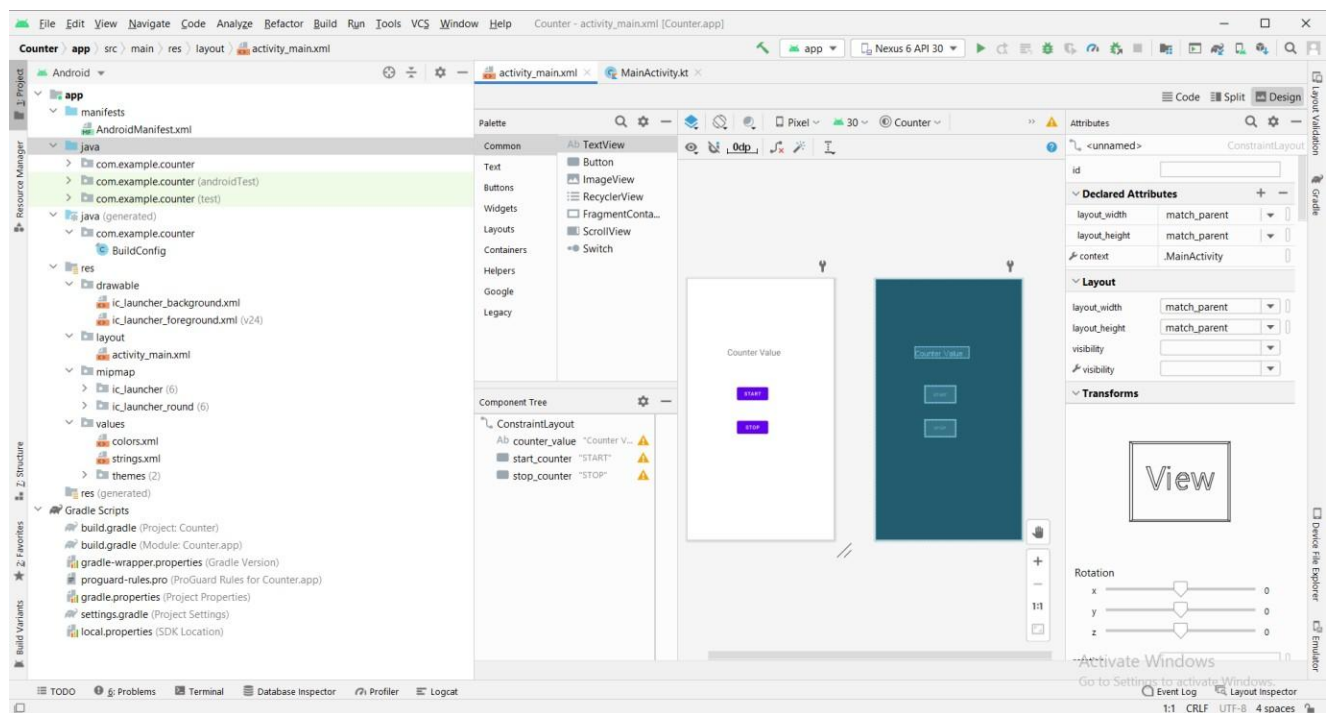 File Edit View Navigate Code Analyze Refactor Build Run Tools VCS Window Help Counter - activity_main.xml [Counter.app]
Counter app src main res layout activity_main.xml app Nexus 6 API 30
1: Project
Resource Manager
Z: Structure
2: Favorites
Build Variants
Android
app
manifests
AndroidManifest.xml
java
com.example.counter
com.example.counter (androidTest)
com.example.counter (test)
java (generated)
com.example.counter
BuildConfig
res
drawable
ic_launcher_background.xml
ic_launcher_foreground.xml (v24)
layout
activity_main.xml
mipmap
ic_launcher (6)
ic_launcher_round (6)
values
colors.xml
strings.xml
themes (2)
res (generated)
Gradle Scripts
build.gradle (Project: Counter)
build.gradle (Module: Counter.app)
gradle-wrapper.properties (Gradle Version)
proguard-rules.pro (ProGuard Rules for Counter.app)
gradle.properties (Project Properties)
settings.gradle (Project Settings)
local.properties (SDK Location)
activity_main.xml MainActivity.kt
Code Split Design
Palette
Common
Text
Buttons
Widgets
Layouts
Containers
Helpers
Google
Legacy
Ab TextView
Button
ImageView
RecyclerView
FragmentConta...
ScrollView
Switch
Component Tree
ConstraintLayout
Ab counter_value "Counter V...
start_counter "START"
stop_counter "STOP"
Pixel 30 Counter
0dp
Counter Value
START
STOP
Counter Value
START
STOP
1:1
Attributes
<unnamed> ConstraintLayout
id
Declared Attributes
layout_width match_parent
layout_height match_parent
context .MainActivity
Layout
layout_width match_parent
layout_height match_parent
visibility
visibility
Transforms
View
Rotation
x 0
y 0
z 0
Activate Windows
Go to Settings to activate Windows.
Layout Validation
Gradle
Device File Explorer
Emulator
TODO 6: Problems Terminal Database Inspector Profiler Logcat Event Log Layout Inspector
1:1 CRLF UTF-8 4 spaces